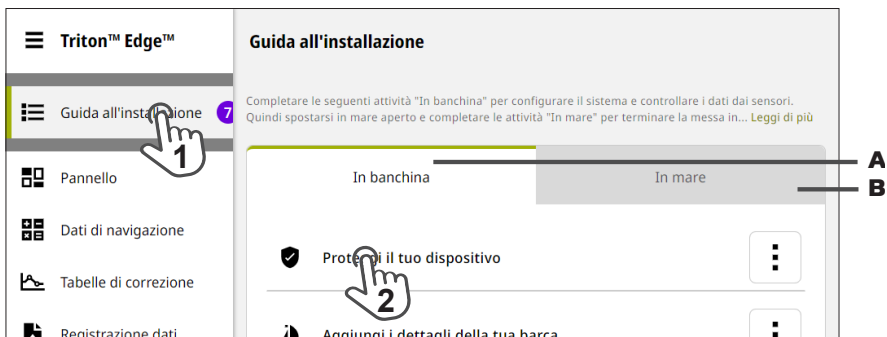 Triton™ Edge™
Guida all'installazione
Guida all'installazione 7
Completare le seguenti attività "In banchina" per configurare il sistema e controllare i dati dai sensori.
Quindi spostarsi in mare aperto e completare le attività "In mare" per terminare la messa in... Leggi di più
1
In banchina
In mare
A
B
Pannello
Dati di navigazione
Proteggi il tuo dispositivo
Tabelle di correzione
2
Registrazione dati
Aggiungi i dettagli della tua barca